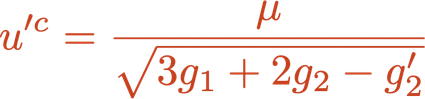 $u'^{c} = \frac{\mu}{\sqrt{3g_1 + 2g_2 - g_2'}}$